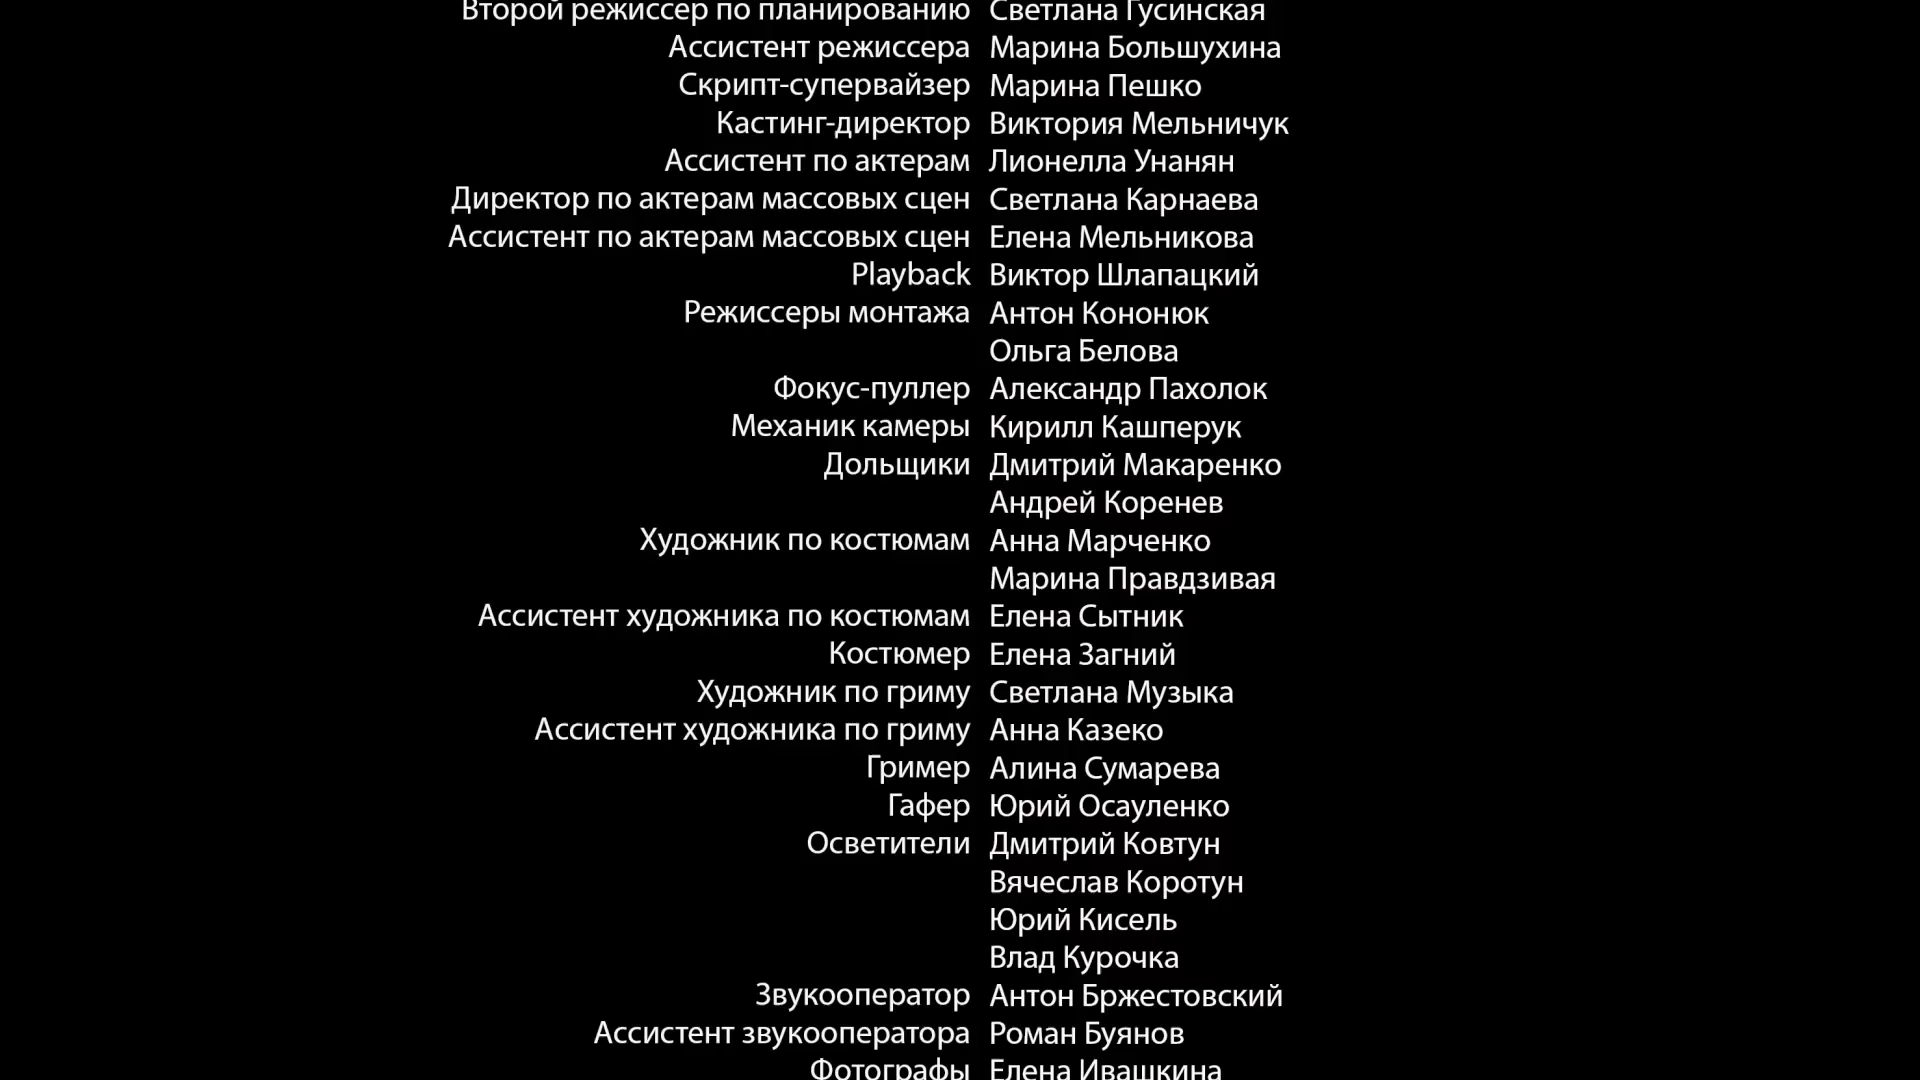 Второй режиссер по планированию Светлана Гусинская
Ассистент режиссера Марина Большухина
Скрипт-супервайзер Марина Пешко
Кастинг-директор Виктория Мельничук
Ассистент по актерам Лионелла Унанян
Директор по актерам массовых сцен Светлана Карнаева
Ассистент по актерам массовых сцен Елена Мельникова
Playback Виктор Шлапацкий
Режиссеры монтажа Антон Кононюк
Ольга Белова
Фокус-пуллер Александр Пахолок
Механик камеры Кирилл Кашперук
Дольщики Дмитрий Макаренко
Андрей Коренев
Художник по костюмам Анна Марченко
Марина Правдзивая
Ассистент художника по костюмам Елена Сытник
Костюмер Елена Загний
Художник по гриму Светлана Музыка
Ассистент художника по гриму Анна Казеко
Гример Алина Сумарева
Гафер Юрий Осауленко
Осветители Дмитрий Ковтун
Вячеслав Коротун
Юрий Кисель
Влад Курочка
Звукооператор Антон Бржестовский
Ассистент звукооператора Роман Буянов
Фотографы Елена Ивашкина